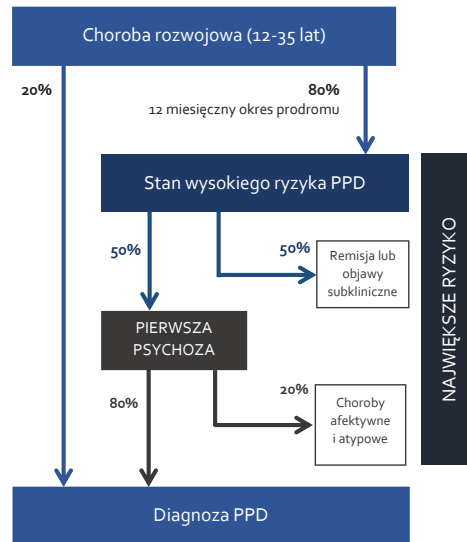 Choroba rozwojowa (12-35 lat)
20%
80%
12 miesięczny okres prodromu
Stan wysokiego ryzyka PPD
50%
50%
Remisja lub
objawy
subkliniczne
PIERWSZA
PSYCHOZA
80%
20%
Choroby
afektywne
i atypowe
NAJWIĘKSZE RYZYKO
Diagnoza PPD